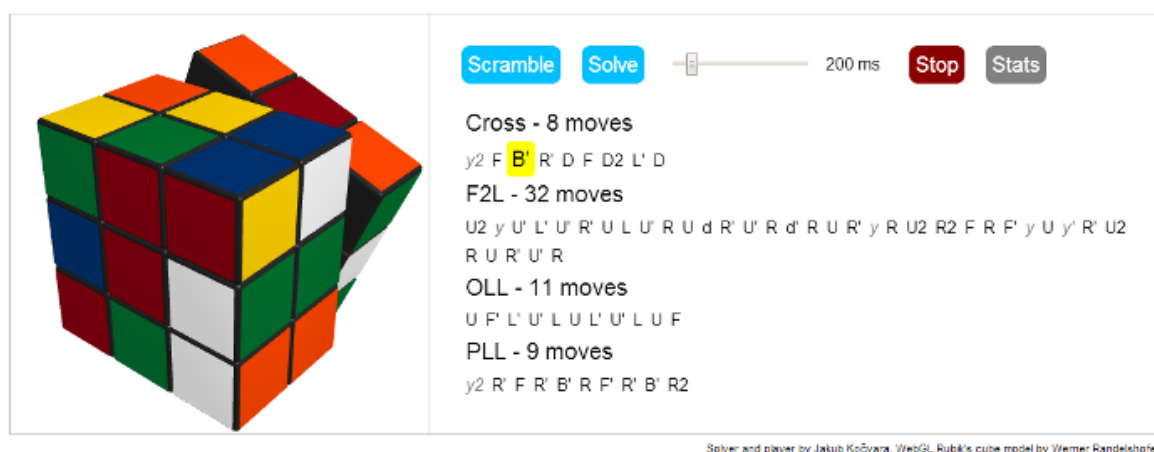 Scramble Solve 200 ms Stop Stats
Cross - 8 moves
y2 F B' R' D F D2 L' D
F2L - 32 moves
U2 y U' L' U' R' U L U' R U d R' U' R d' R U R' y R U2 R2 F R F' y U y' R' U2
R U R' U' R
OLL - 11 moves
U F' L' U' L U L' U' L U F
PLL - 9 moves
y2 R' F R' B' R F' R' B' R2
Solver and player by Jakub Kočvara. WebGL Rubik's cube model by Werner Randelshofe